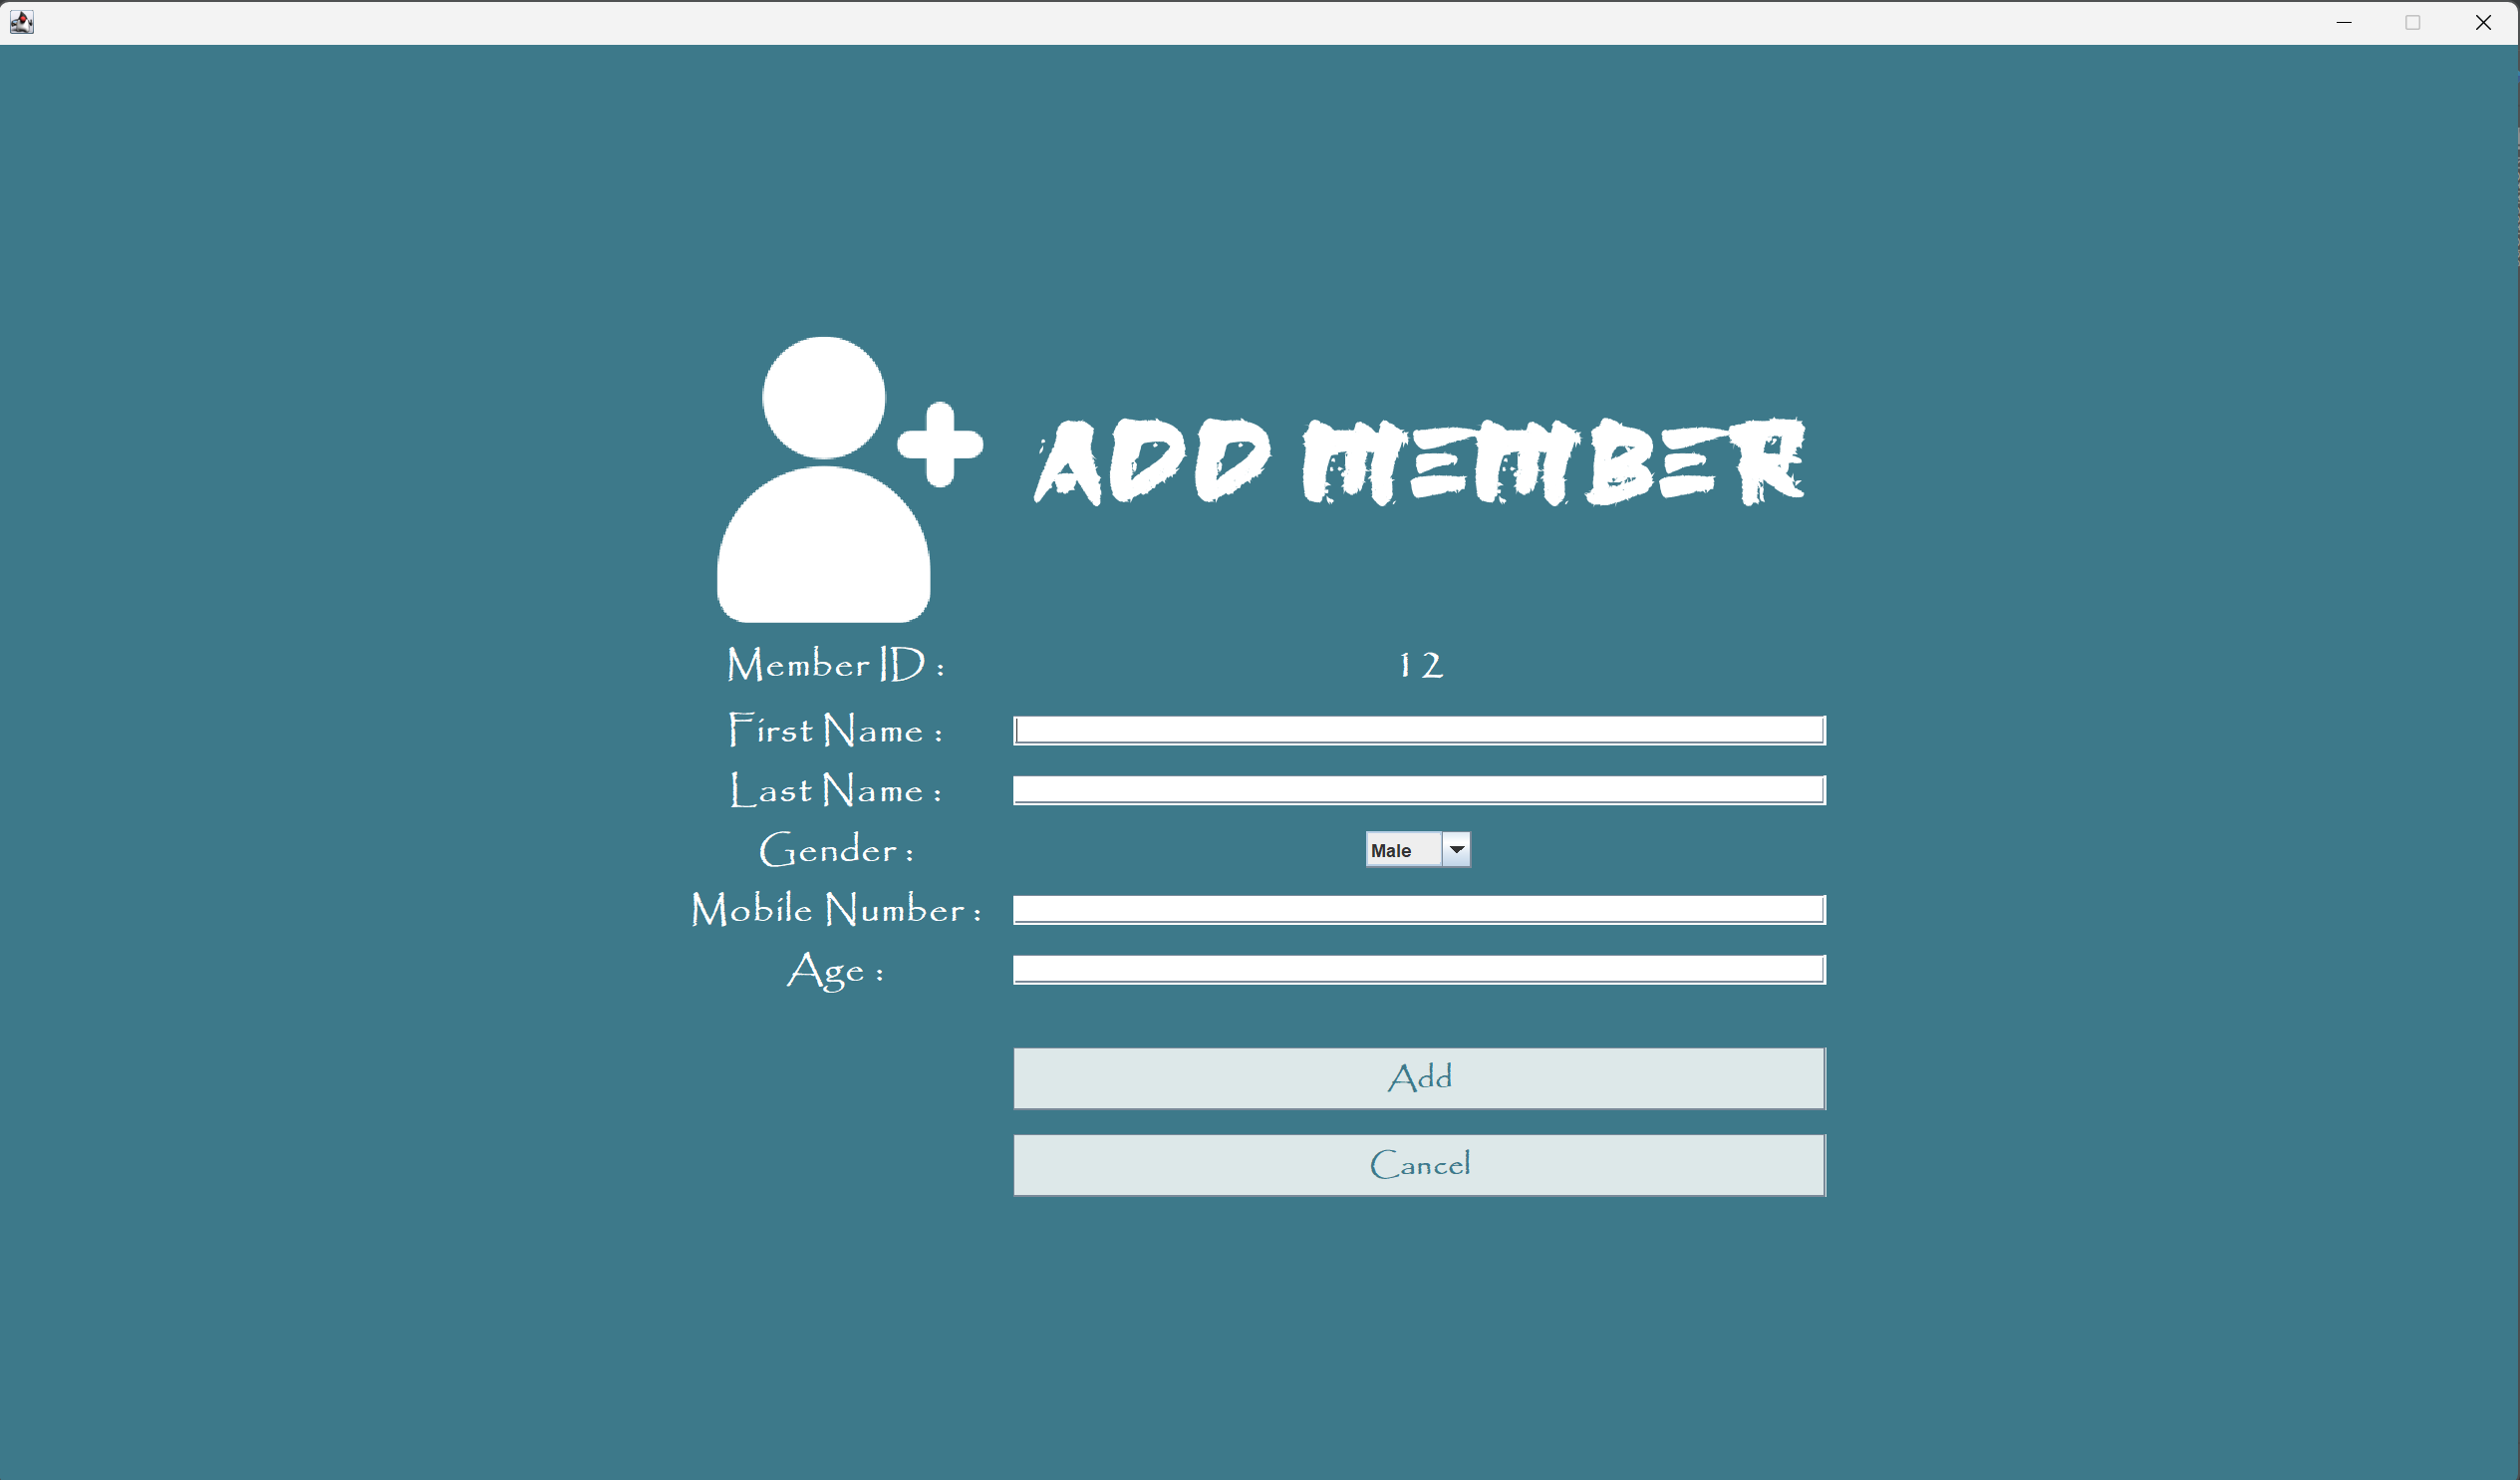 ADD MEMBER
Member ID : 12
First Name :
Last Name :
Gender : Male
Mobile Number :
Age :
Add
Cancel